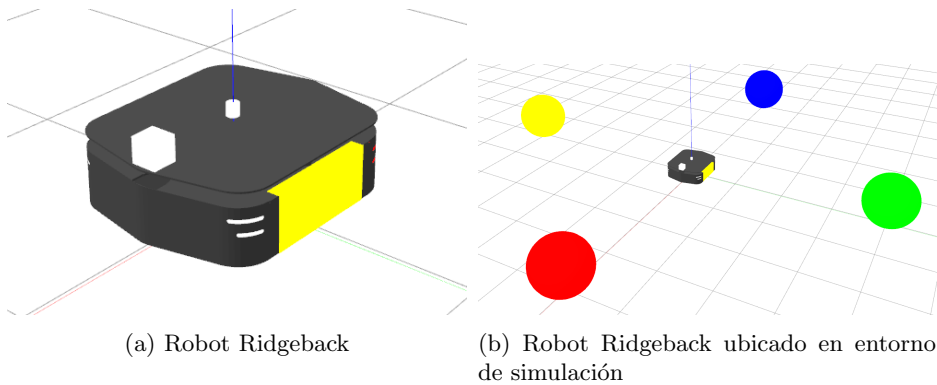 (a) Robot Ridgeback
(b) Robot Ridgeback ubicado en entorno
de simulación